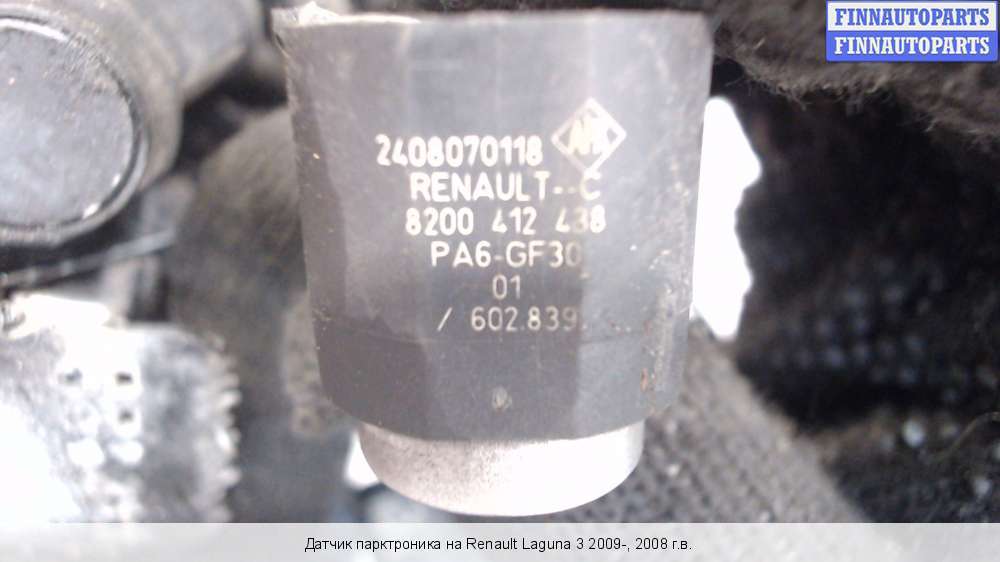 FINNAUTOPARTS
FINNAUTOPARTS
2408070118
RENAULT--C
8200 412 438
PA6-GF30
01
/ 602.839.
Датчик парктроника на Renault Laguna 3 2009-, 2008 г.в.